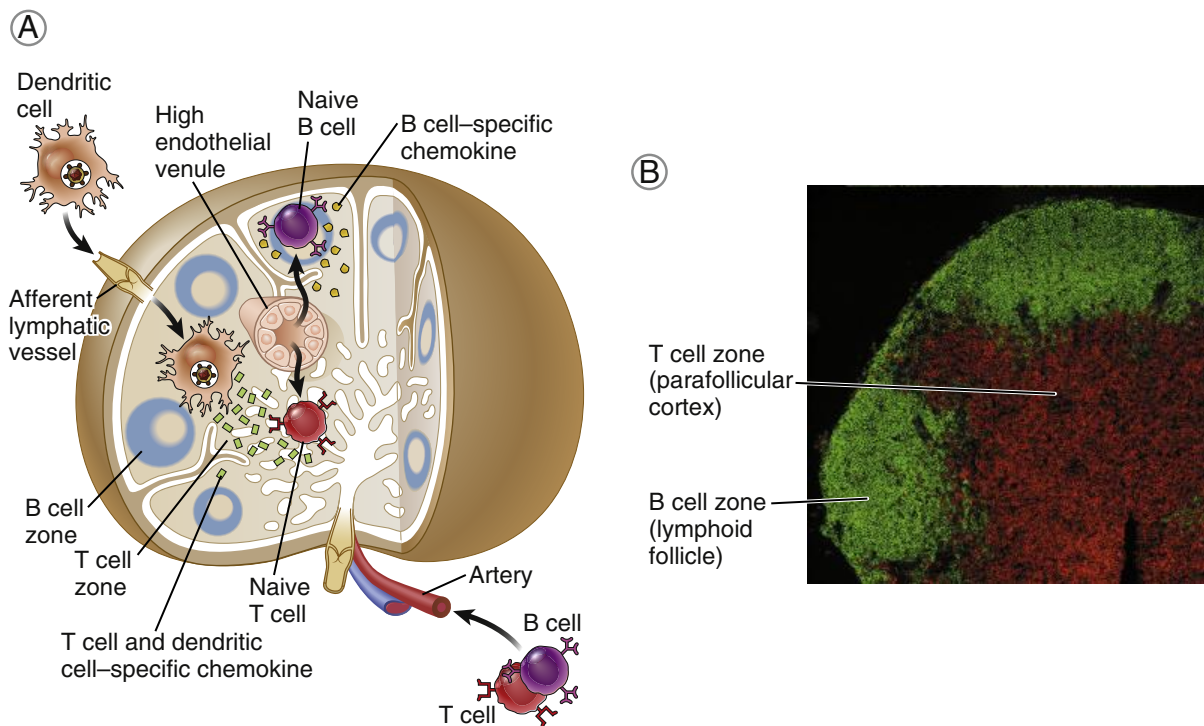 A
Dendritic
cell
High
endothelial
venule
Naive
B cell
B cell–specific
chemokine
Afferent
lymphatic
vessel
B cell
zone
T cell
zone
Naive
T cell
T cell and dendritic
cell–specific chemokine
Artery
B cell
T cell
B
T cell zone
(parafollicular
cortex)
B cell zone
(lymphoid
follicle)